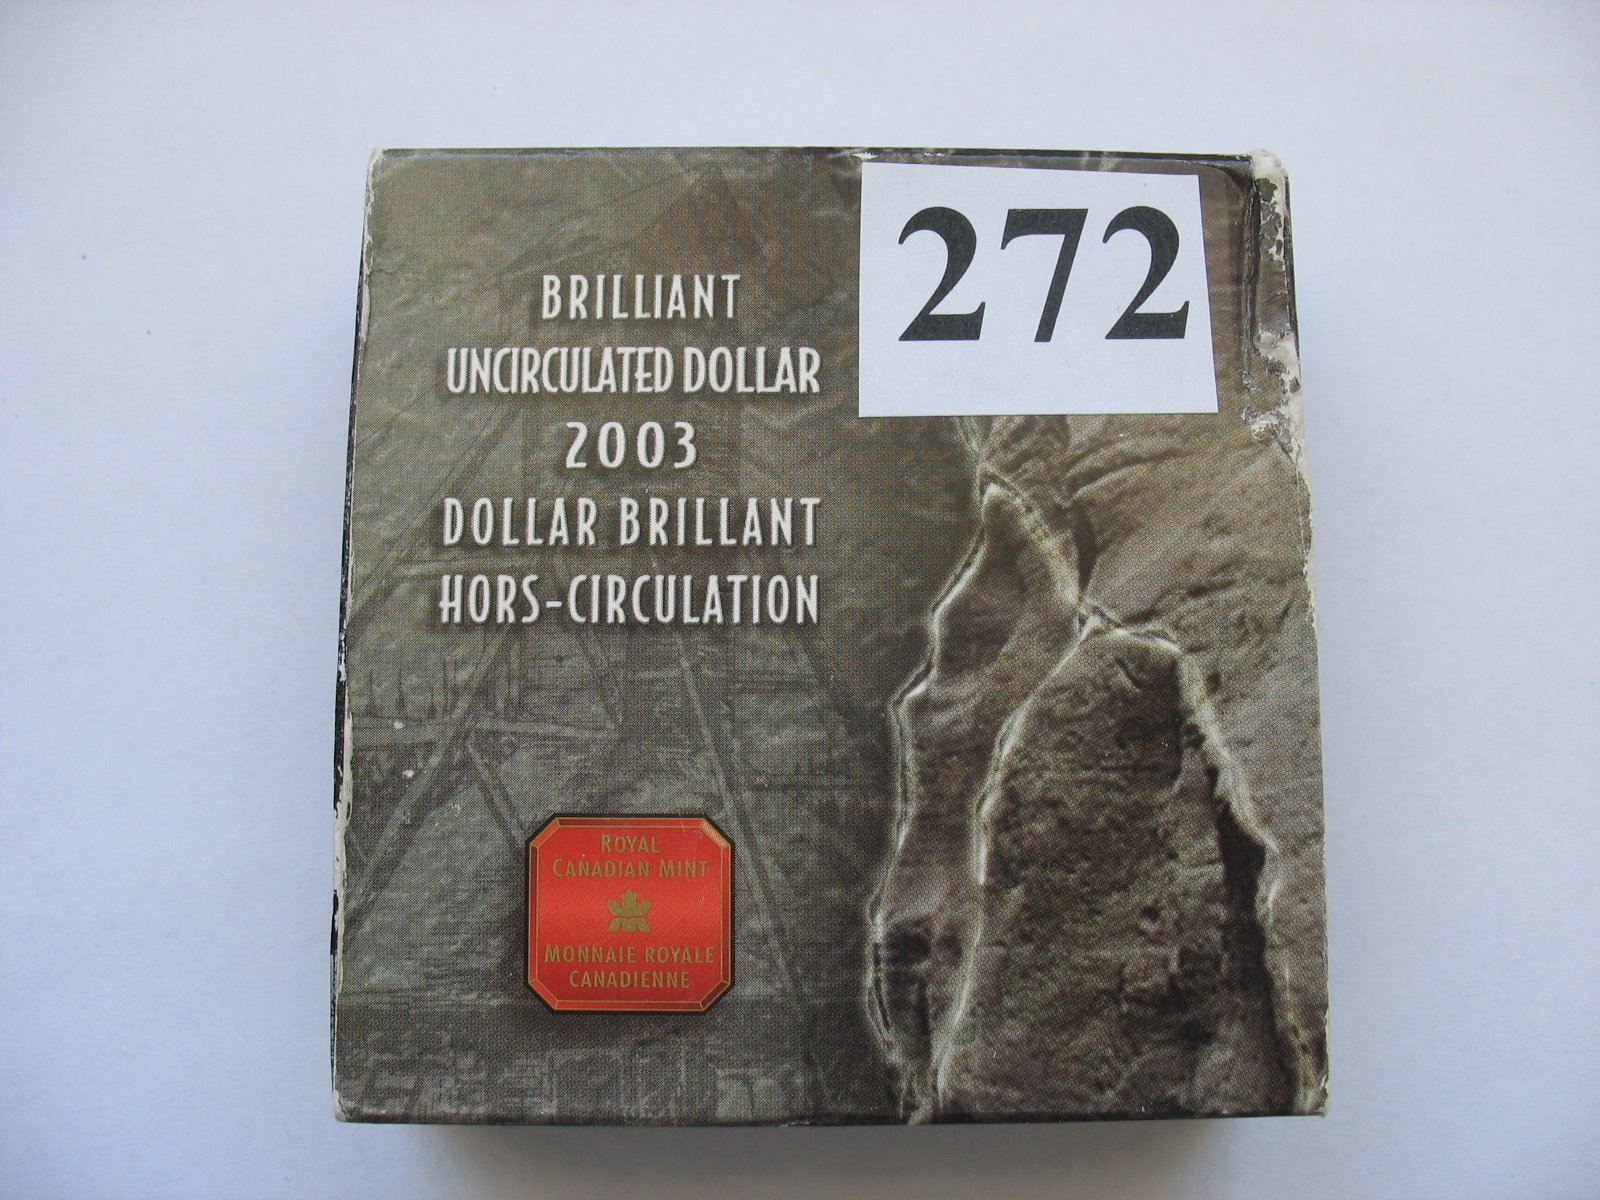 272
BRILLIANT
UNCIRCULATED DOLLAR
2003
DOLLAR BRILLANT
HORS-CIRCULATION
ROYAL
CANADIAN MINT
MONNAIE ROYALE
CANADIENNE